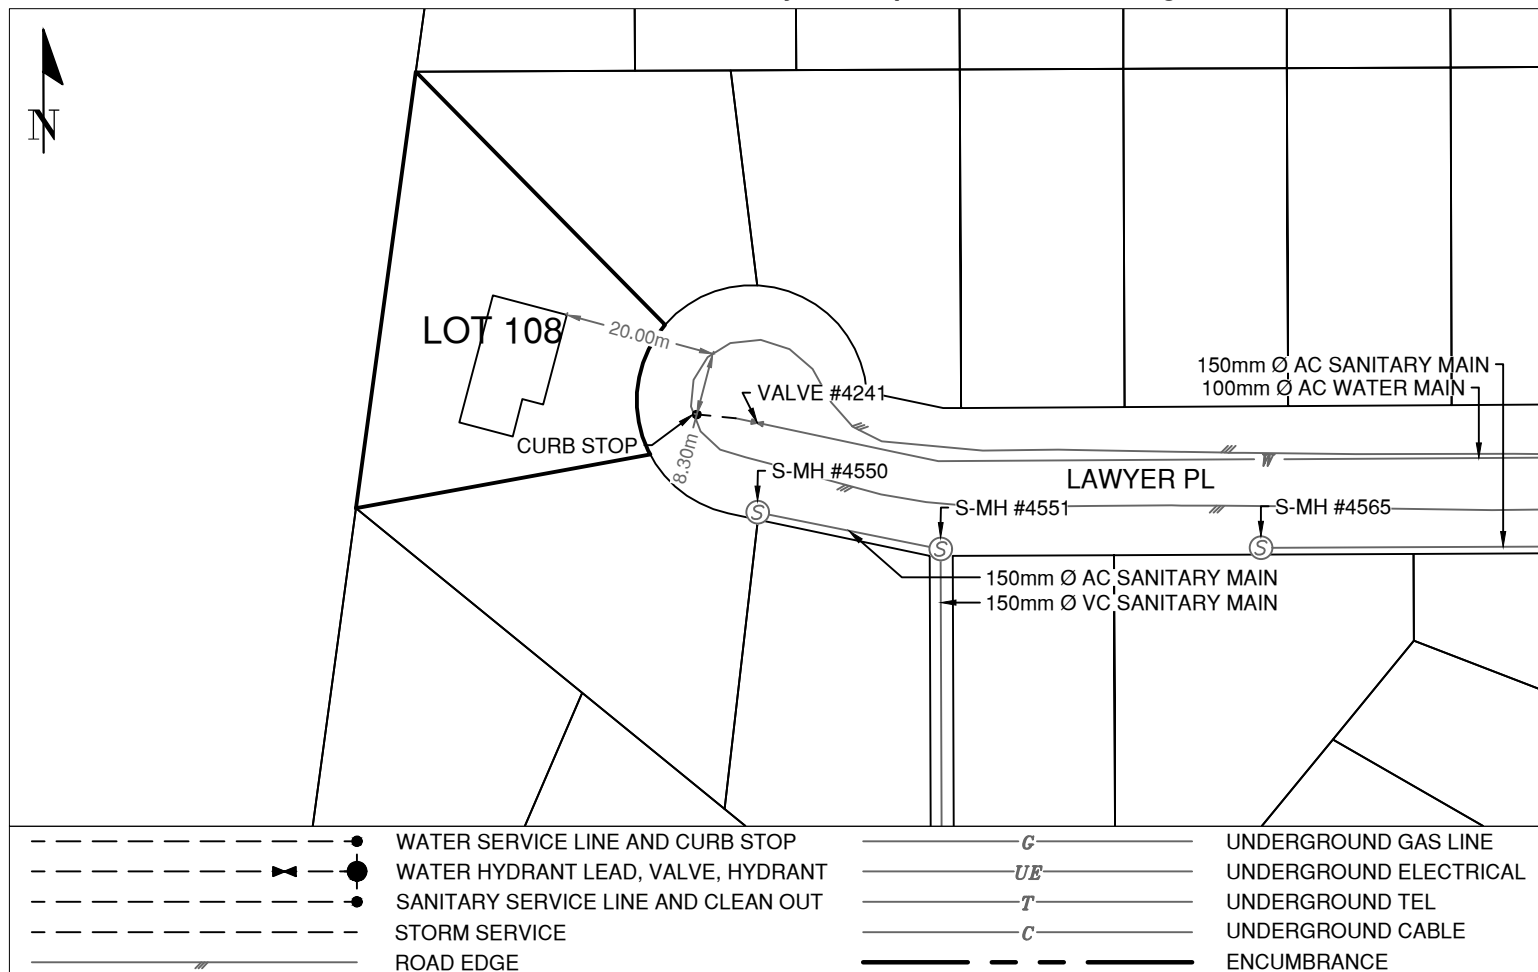 N
LOT 108
20.00m
VALVE #4241
CURB STOP
8.30m
S-MH #4550
150mm Ø AC SANITARY MAIN
100mm Ø AC WATER MAIN
W
LAWYER PL
S-MH #4551
S-MH #4565
S
S
S
150mm Ø AC SANITARY MAIN
150mm Ø VC SANITARY MAIN
WATER SERVICE LINE AND CURB STOP
WATER HYDRANT LEAD, VALVE, HYDRANT
SANITARY SERVICE LINE AND CLEAN OUT
STORM SERVICE
ROAD EDGE
G UNDERGROUND GAS LINE
UE UNDERGROUND ELECTRICAL
T UNDERGROUND TEL
C UNDERGROUND CABLE
ENCUMBRANCE